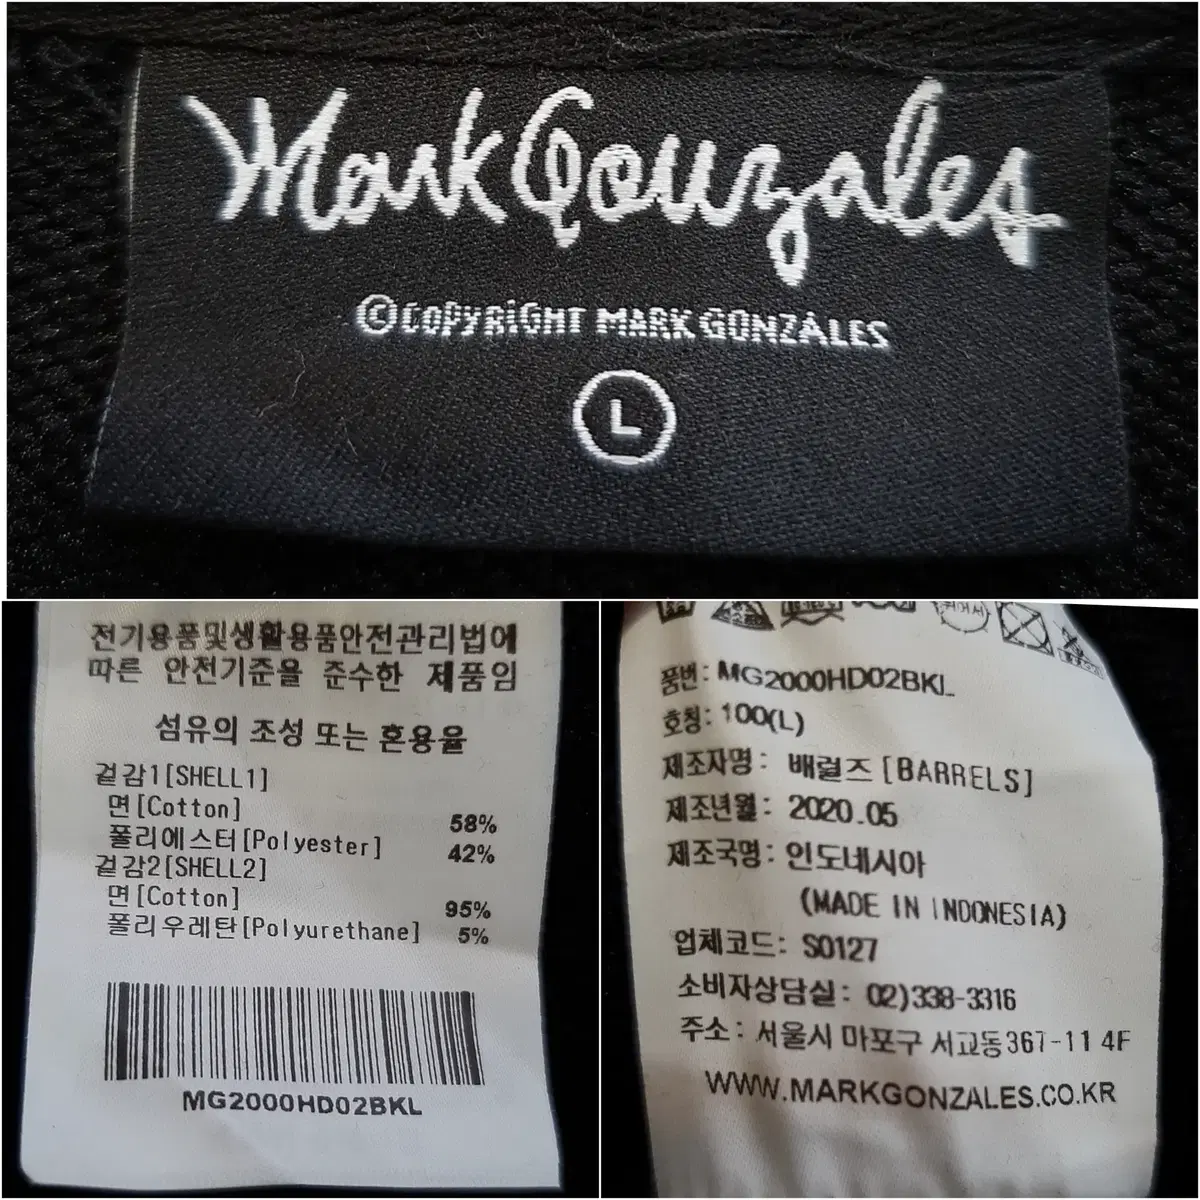 Mark Gonzales
©COPYRIGHT MARK GONZALES
L
전기용품및생활용품안전관리법에
따른 안전기준을 준수한 제품임
섬유의 조성 또는 혼용율
겉감1[SHELL1]
면[Cotton] 58%
폴리에스터[Polyester] 42%
겉감2[SHELL2]
면[Cotton] 95%
폴리우레탄[Polyurethane] 5%
MG2000HD02BKL
품번: MG2000HD02BKL
호칭: 100(L)
제조자명: 배럴즈[BARRELS]
제조년월: 2020.05
제조국명: 인도네시아
(MADE IN INDONESIA)
업체코드: S0127
소비자상담실: 02)338-3316
주소: 서울시 마포구 서교동367-11 4F
WWW.MARKGONZALES.CO.KR